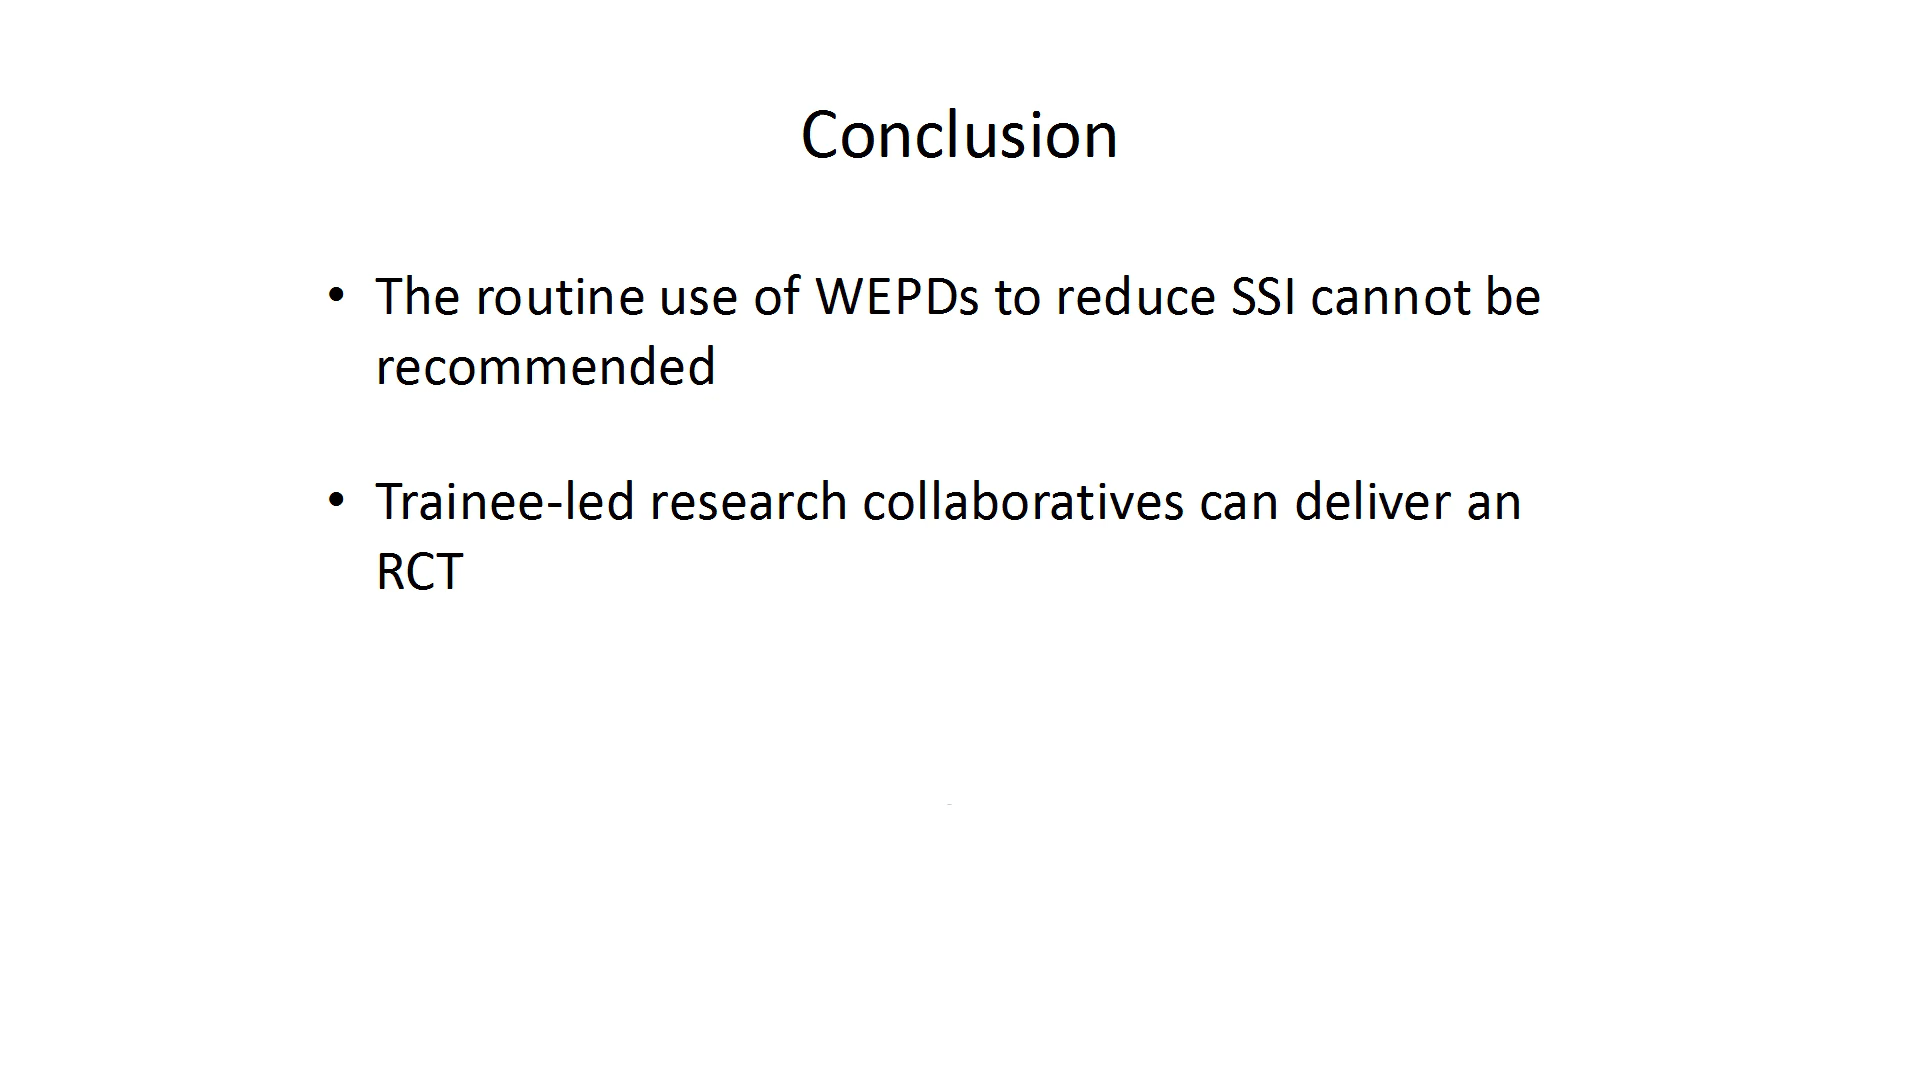 Conclusion
• The routine use of WEPDs to reduce SSI cannot be
recommended
• Trainee-led research collaboratives can deliver an
RCT